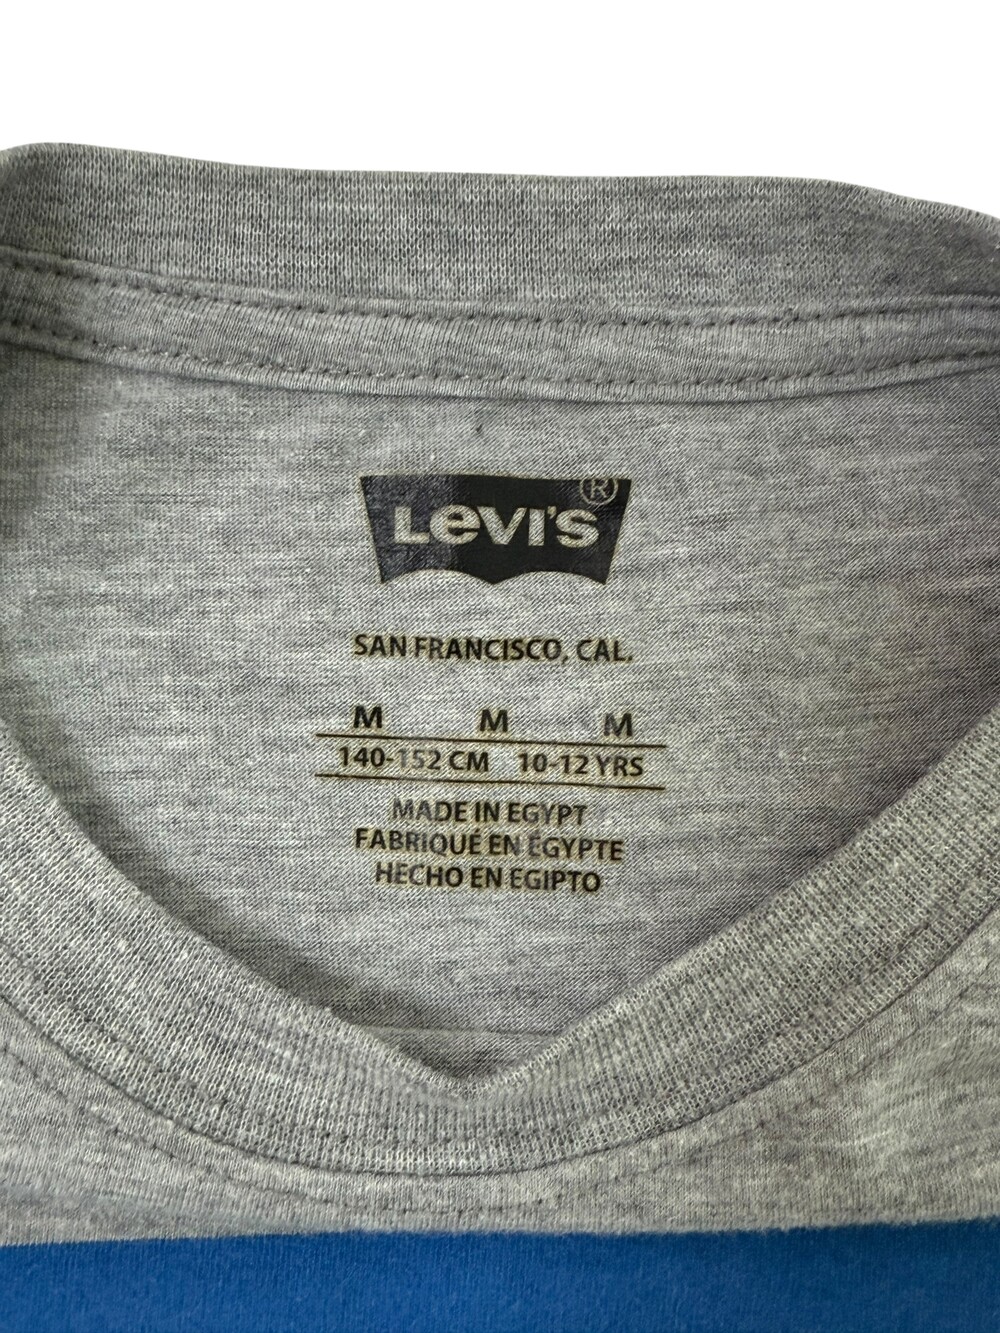 LEVI'S ®
SAN FRANCISCO, CAL.
M M M
140-152 CM 10-12 YRS
MADE IN EGYPT
FABRIQUÉ EN ÉGYPTE
HECHO EN EGIPTO